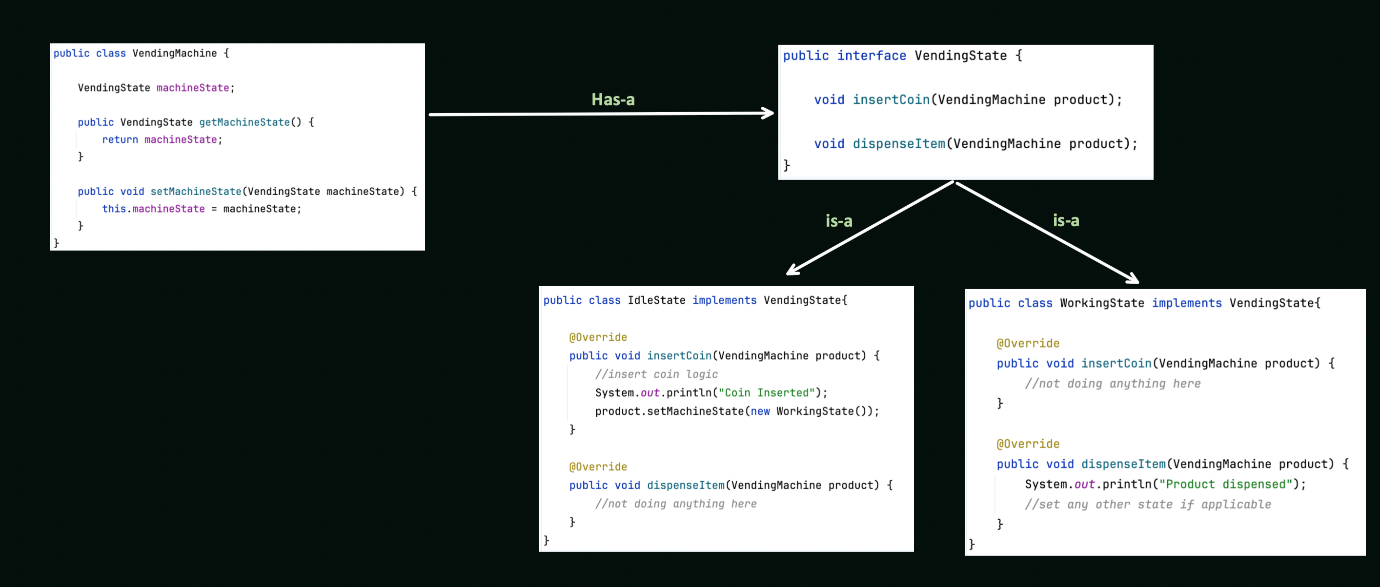 public class VendingMachine {
VendingState machineState;
public VendingState getMachineState() {
return machineState;
}
public void setMachineState(VendingState machineState) {
this.machineState = machineState;
}
}
Has-a
public interface VendingState {
void insertCoin(VendingMachine product);
void dispenseItem(VendingMachine product);
}
is-a
is-a
public class IdleState implements VendingState{
@Override
public void insertCoin(VendingMachine product) {
//insert coin logic
System.out.println("Coin Inserted");
product.setMachineState(new WorkingState());
}
@Override
public void dispenseItem(VendingMachine product) {
//not doing anything here
}
}
public class WorkingState implements VendingState{
@Override
public void insertCoin(VendingMachine product) {
//not doing anything here
}
@Override
public void dispenseItem(VendingMachine product) {
System.out.println("Product dispensed");
//set any other state if applicable
}
}